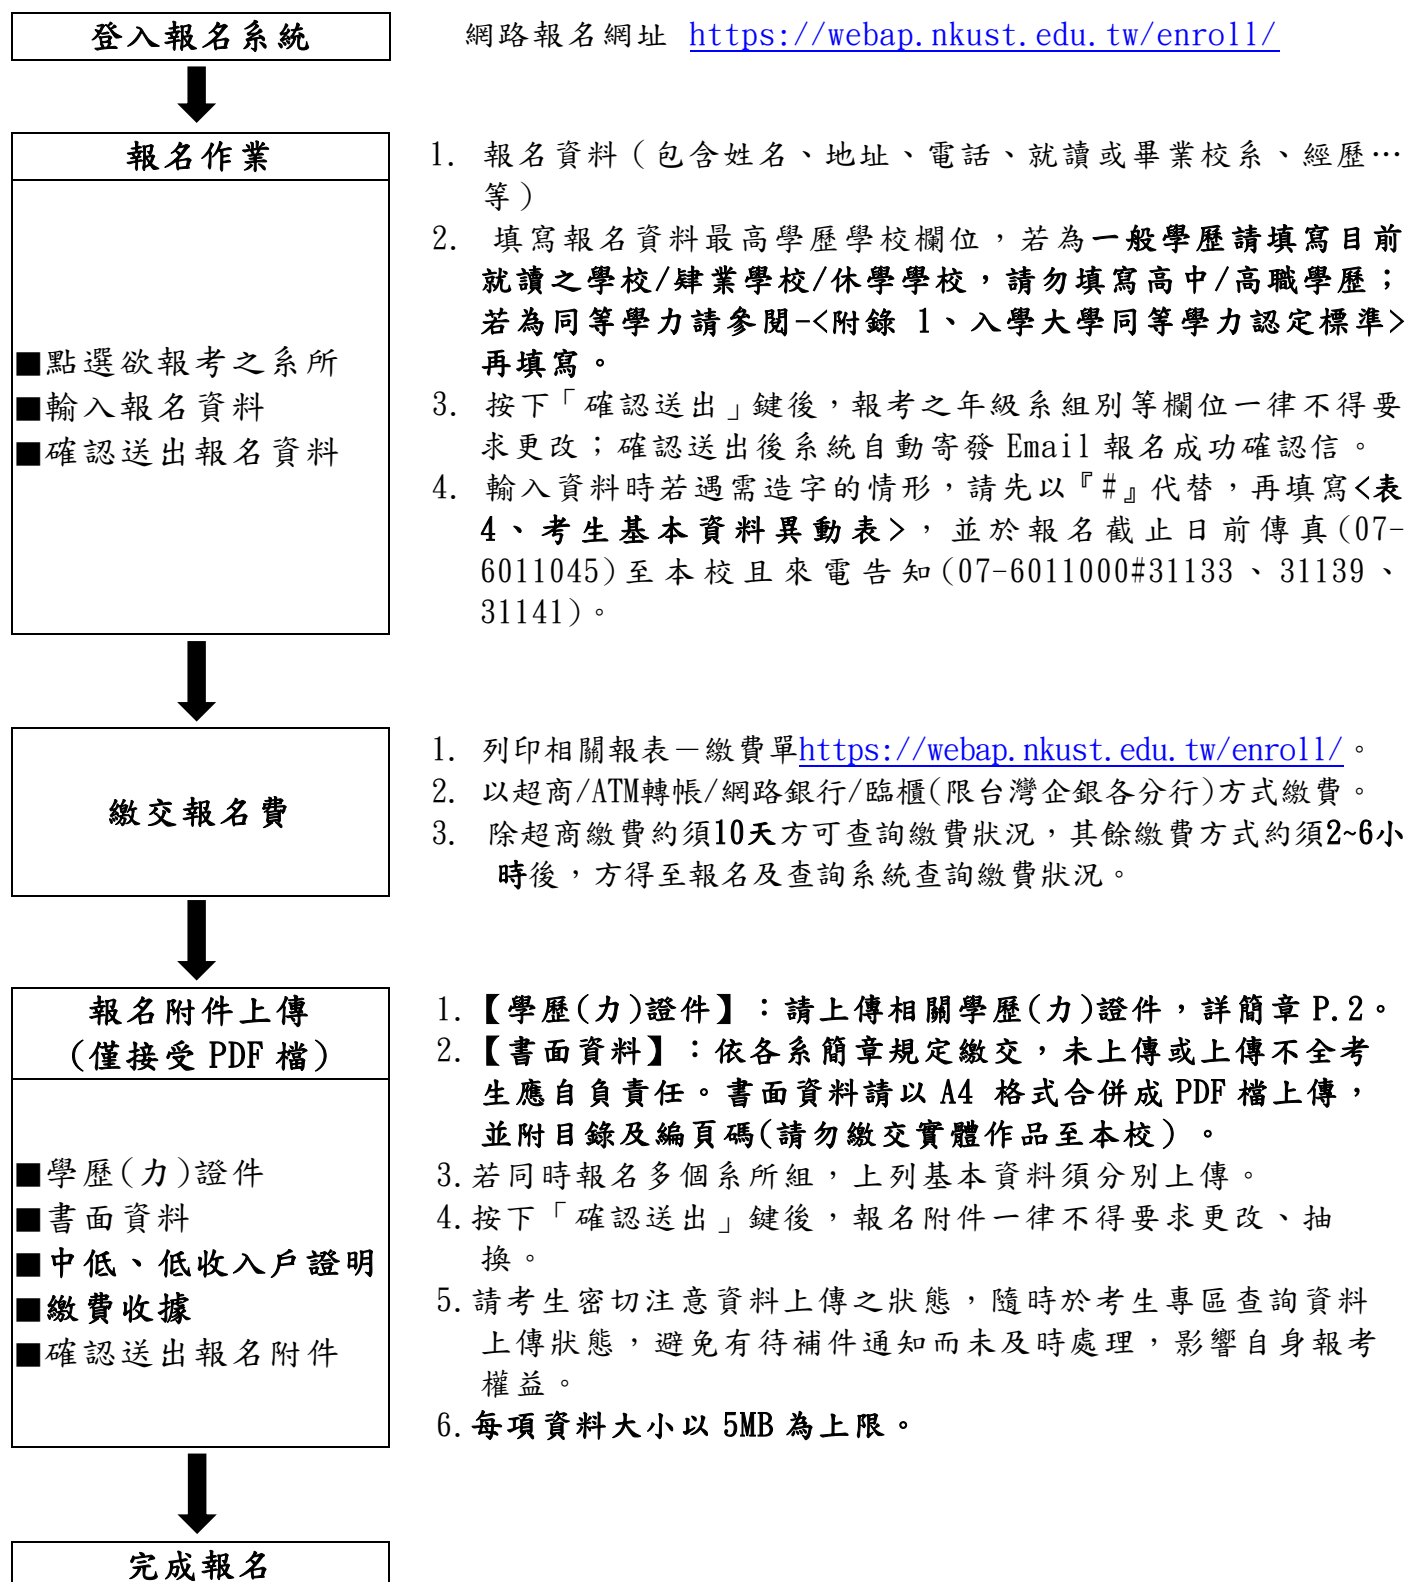 登入報名系統
網路報名網址 https://webap.nkust.edu.tw/enroll/
報名作業
■點選欲報考之系所
■輸入報名資料
■確認送出報名資料
1. 報名資料（包含姓名、地址、電話、就讀或畢業校系、經歷…
等）
2. 填寫報名資料最高學歷學校欄位，若為一般學歷請填寫目前
就讀之學校/肄業學校/休學學校，請勿填寫高中/高職學歷；
若為同等學力請參閱-<附錄 1、入學大學同等學力認定標準>
再填寫。
3. 按下「確認送出」鍵後，報考之年級系組別等欄位一律不得要
求更改；確認送出後系統自動寄發 Email 報名成功確認信。
4. 輸入資料時若遇需造字的情形，請先以『#』代替，再填寫<表
4、考生基本資料異動表>，並於報名截止日前傳真(07-
6011045)至本校且來電告知(07-6011000#31133、31139、
31141)。
繳交報名費
1. 列印相關報表－繳費單https://webap.nkust.edu.tw/enroll/。
2. 以超商/ATM轉帳/網路銀行/臨櫃(限台灣企銀各分行)方式繳費。
3. 除超商繳費約須10天方可查詢繳費狀況，其餘繳費方式約須2~6小
時後，方得至報名及查詢系統查詢繳費狀況。
報名附件上傳
(僅接受 PDF 檔)
■學歷(力)證件
■書面資料
■中低、低收入戶證明
■繳費收據
■確認送出報名附件
1.【學歷(力)證件】：請上傳相關學歷(力)證件，詳簡章 P.2。
2.【書面資料】：依各系簡章規定繳交，未上傳或上傳不全考
生應自負責任。書面資料請以 A4 格式合併成 PDF 檔上傳，
並附目錄及編頁碼(請勿繳交實體作品至本校）。
3.若同時報名多個系所組，上列基本資料須分別上傳。
4.按下「確認送出」鍵後，報名附件一律不得要求更改、抽
換。
5.請考生密切注意資料上傳之狀態，隨時於考生專區查詢資料
上傳狀態，避免有待補件通知而未及時處理，影響自身報考
權益。
6.每項資料大小以 5MB 為上限。
完成報名